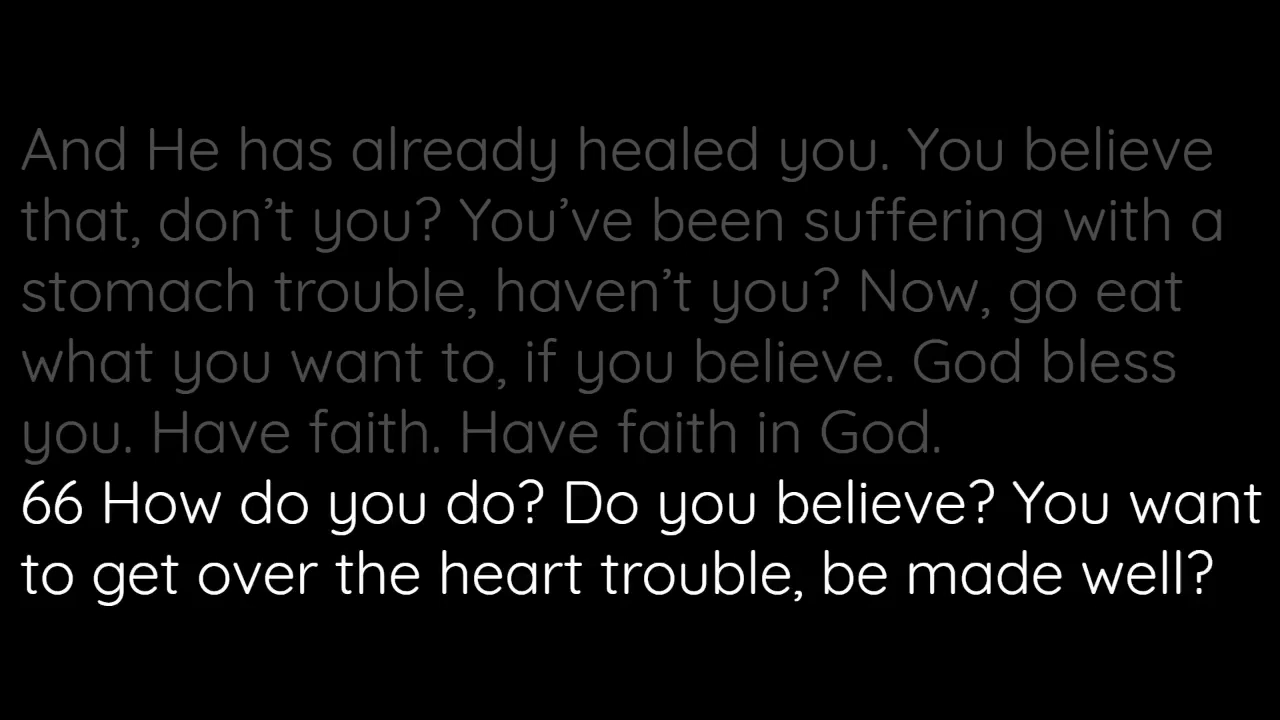 And He has already healed you. You believe
that, don’t you? You’ve been suffering with a
stomach trouble, haven’t you? Now, go eat
what you want to, if you believe. God bless
you. Have faith. Have faith in God.
66 How do you do? Do you believe? You want
to get over the heart trouble, be made well?